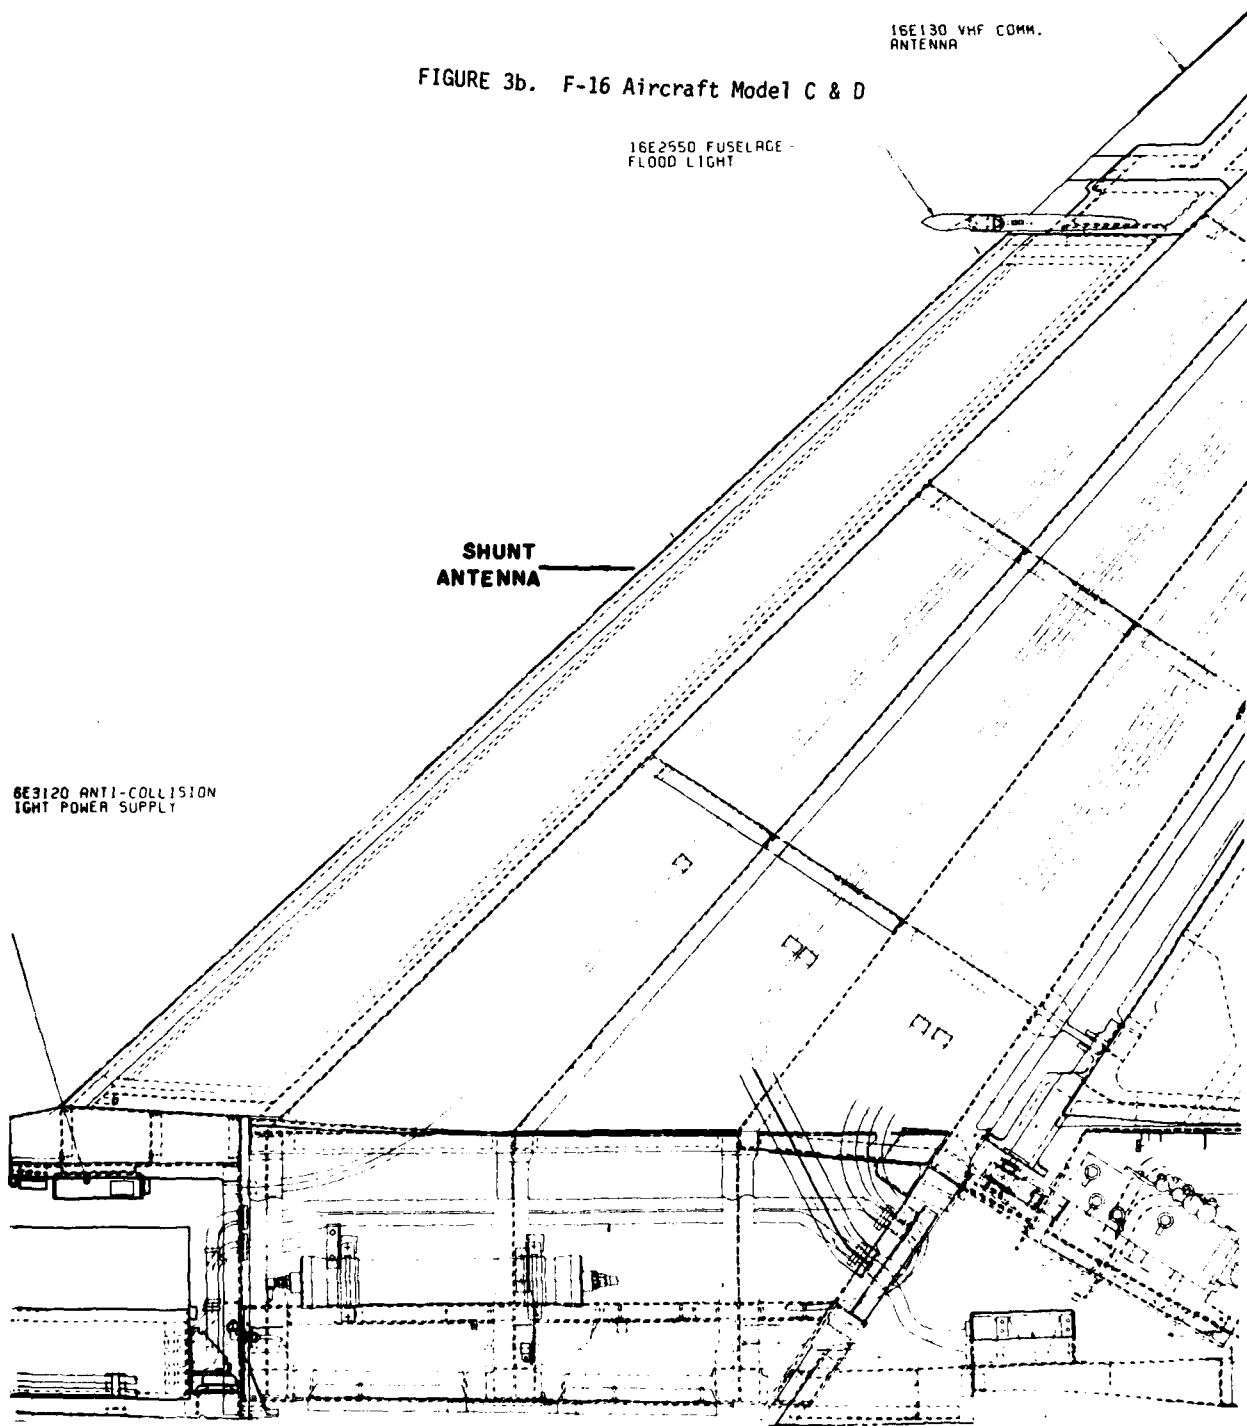 16E130 VHF COMM.
ANTENNA
FIGURE 3b. F-16 Aircraft Model C & D
16E2550 FUSELAGE -
FLOOD LIGHT
SHUNT
ANTENNA
6E3120 ANTI-COLLISION
IGHT POWER SUPPLY